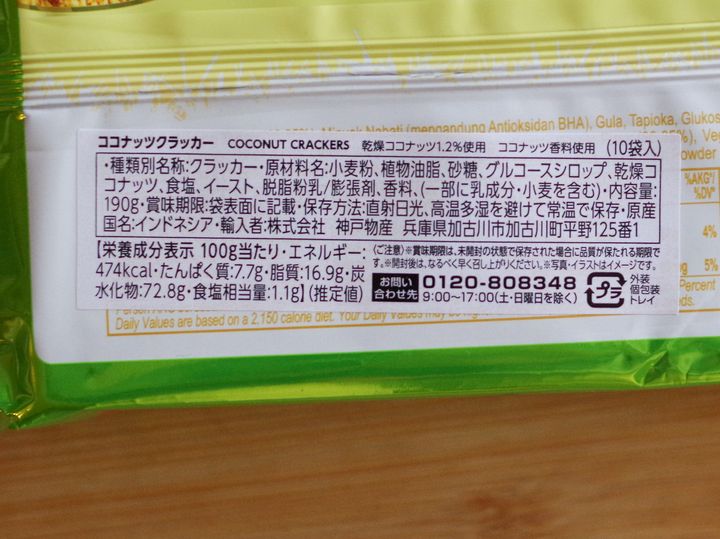 Minyak Nabati (mengandung Antioksidan BHA), Gula, Tapioka,
ココナッツクラッカー COCONUT CRACKERS 乾燥ココナッツ1.2%使用 ココナッツ香料使用 (10袋入)
・種類別名称:クラッカー・原材料名:小麦粉、植物油脂、砂糖、グルコースシロップ、乾燥コ
コナッツ、食塩、イースト、脱脂粉乳/膨張剤、香料、(一部に乳成分・小麦を含む)・内容量:
190g・賞味期限:袋表面に記載・保存方法:直射日光、高温多湿を避けて常温で保存・原産
国名:インドネシア・輸入者:株式会社 神戸物産 兵庫県加古川市加古川町平野125番1
【栄養成分表示 100g当たり・エネルギー:
474kcal・たんぱく質:7.7g・脂質:16.9g・炭
水化物:72.8g・食塩相当量:1.1g】(推定値)
〈ご注意〉※賞味期限は、未開封の状態で保存された場合に品質が保たれる期限で
す。※開封後は、なるべく早く召し上がりください。※写真・イラストはイメージです。
お問い
合わせ先
0120-808348
9:00〜17:00(土・日曜日を除く)
プラ
外装
個包装
トレイ
%AKG*/
%DV*
4%
5%
Percent
Daily Values are based on a 2,150 calorie diet. Your Daily Values may be